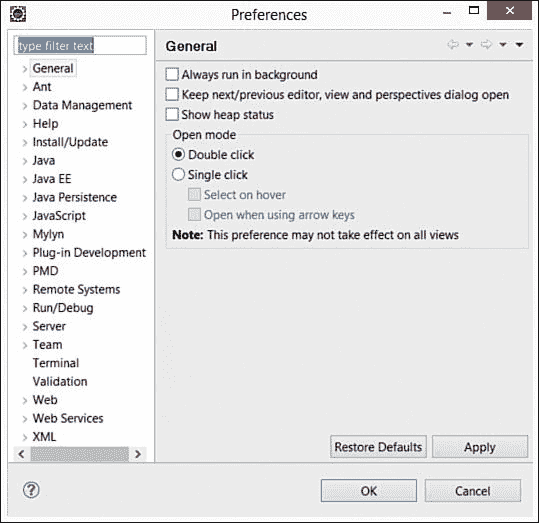 Preferences
type filter text
General
Ant
Data Management
Help
Install/Update
Java
Java EE
Java Persistence
JavaScript
Mylyn
Plug-in Development
PMD
Remote Systems
Run/Debug
Server
Team
Terminal
Validation
Web
Web Services
XML
General
Always run in background
Keep next/previous editor, view and perspectives dialog open
Show heap status
Open mode
Double click
Single click
Select on hover
Open when using arrow keys
Note: This preference may not take effect on all views
Restore Defaults Apply
OK Cancel